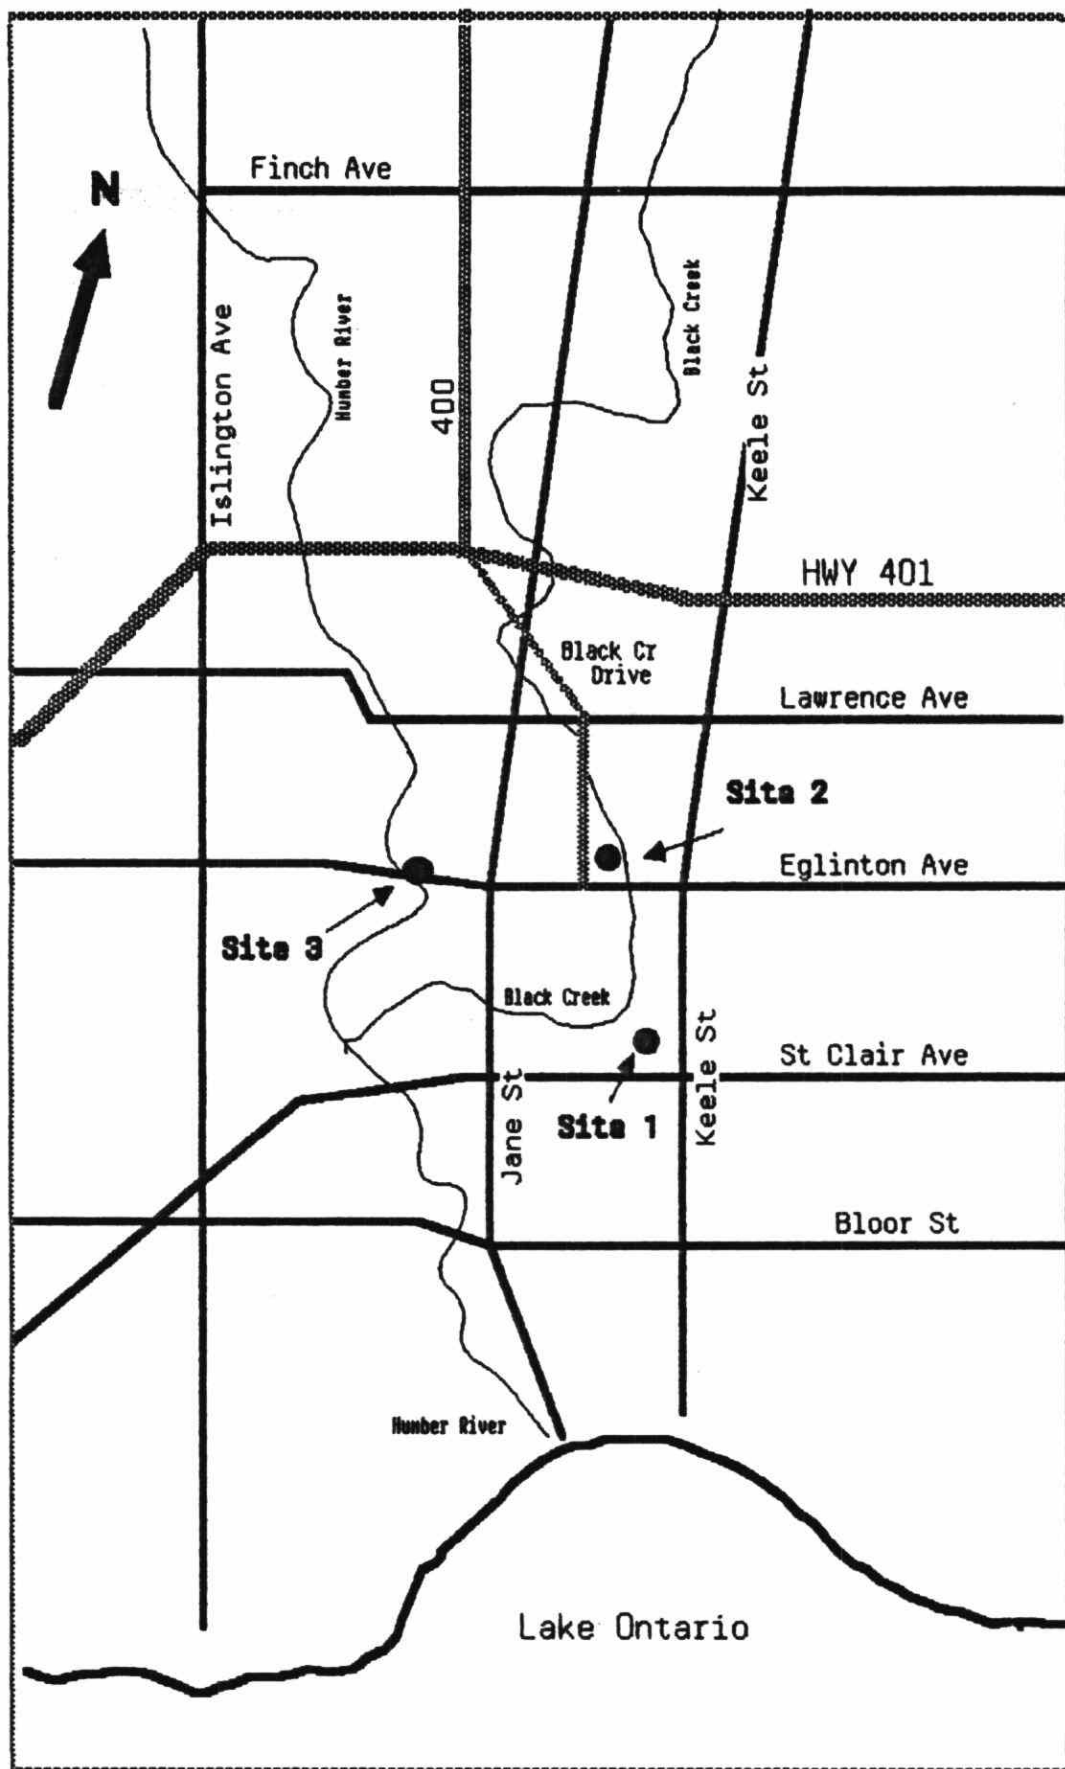 Finch Ave
N
Islington Ave
Humber River
400
Black Creek
Keele St
HWY 401
Black Cr
Drive
Lawrence Ave
Site 2
Eglinton Ave
Site 3
Black Creek
Keele St
St Clair Ave
Jane St
Site 1
Bloor St
Humber River
Lake Ontario